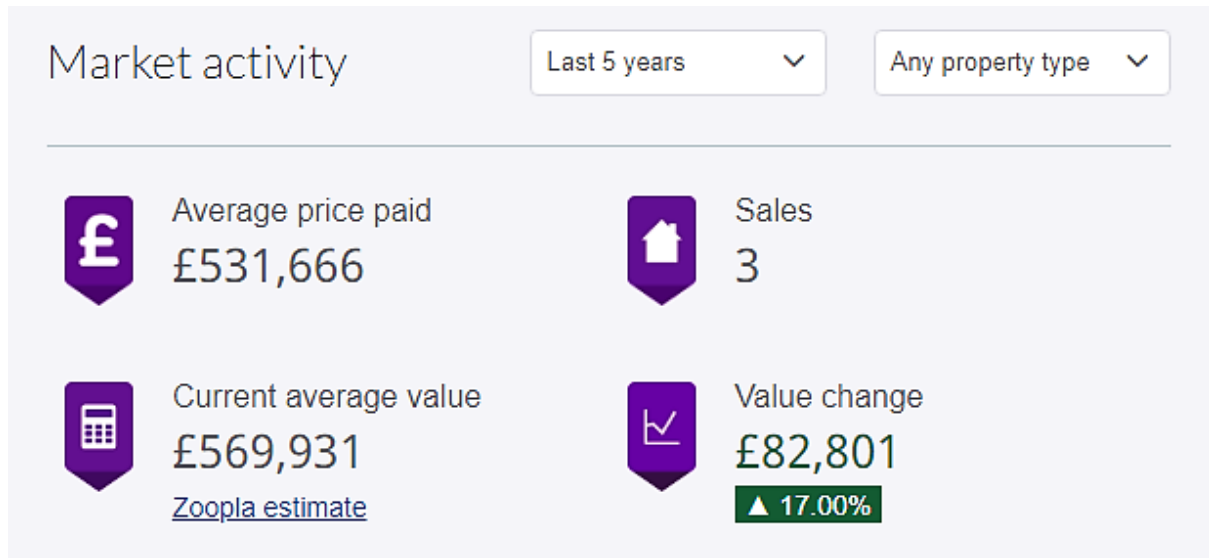 Market activity
Last 5 years
Any property type
£
Average price paid
£531,666
Sales
3
Current average value
£569,931
Zoopla estimate
Value change
£82,801
▲ 17.00%